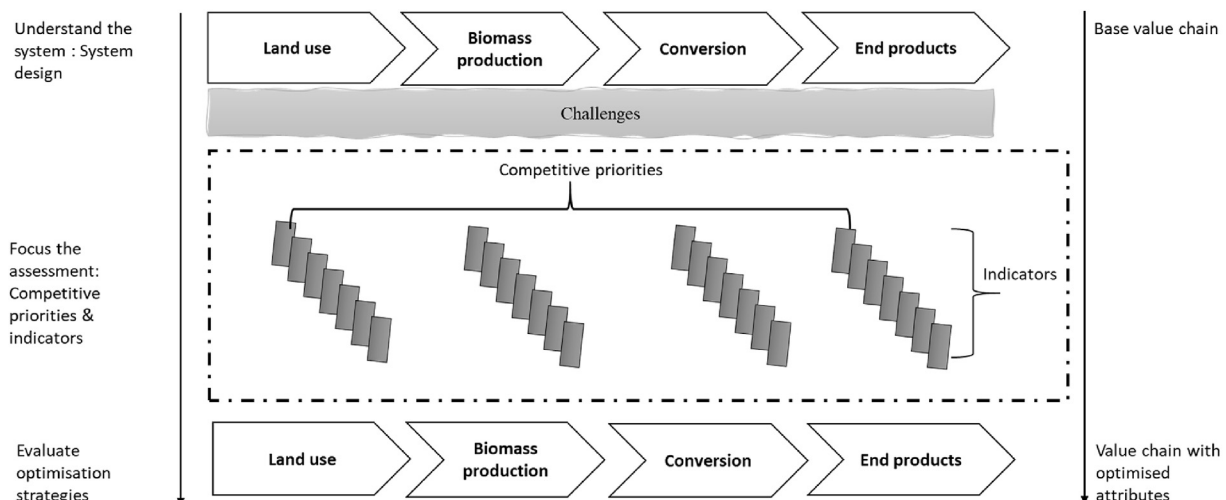 Understand the
system : System
design
Land use
Biomass
production
Conversion
End products
Base value chain
Challenges
Competitive priorities
Focus the
assessment:
Competitive
priorities &
indicators
Indicators
Evaluate
optimisation
strategies
Land use
Biomass
production
Conversion
End products
Value chain with
optimised
attributes